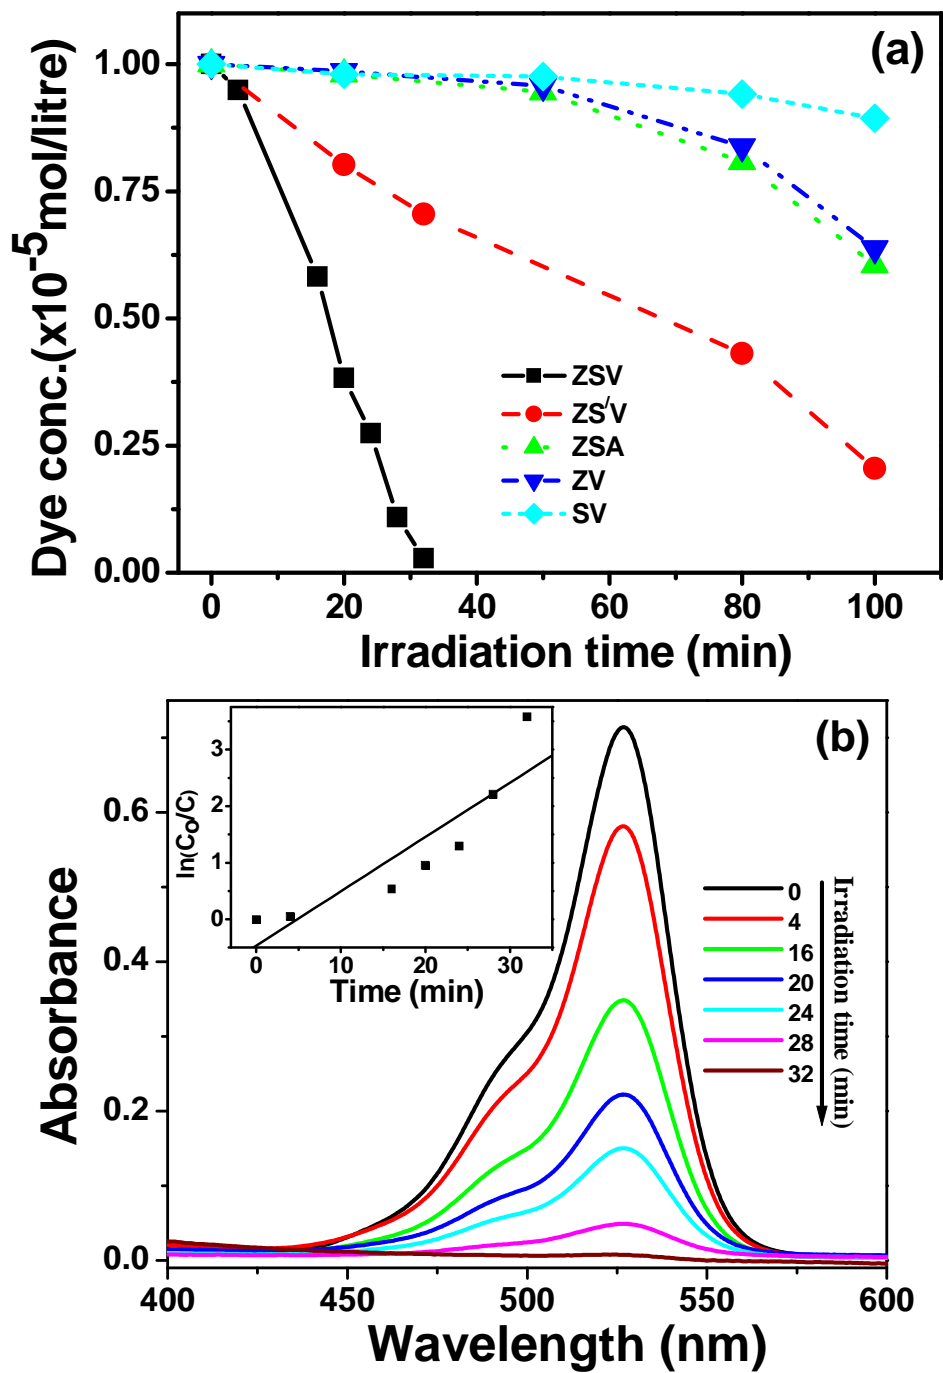 (a)
Dye conc.(x10⁻⁵mol/litre)
1.00
0.75
0.50
0.25
0.00
ZSV
ZS/V
ZSA
ZV
SV
0 20 40 60 80 100
Irradiation time (min)
(b)
Absorbance
0.6
0.4
0.2
0.0
ln(Co/C)
3
2
1
0
0 10 20 30
Time (min)
0
4
16
20
24
28
32
Irradiation time (min)
400 450 500 550 600
Wavelength (nm)